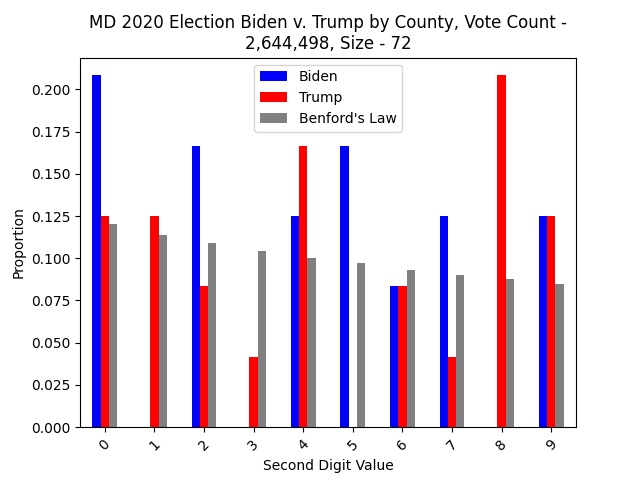 MD 2020 Election Biden v. Trump by County, Vote Count -
2,644,498, Size - 72
Biden
Trump
Benford's Law
0.200
0.175
0.150
0.125
0.100
0.075
0.050
0.025
0.000
Proportion
0 1 2 3 4 5 6 7 8 9
Second Digit Value